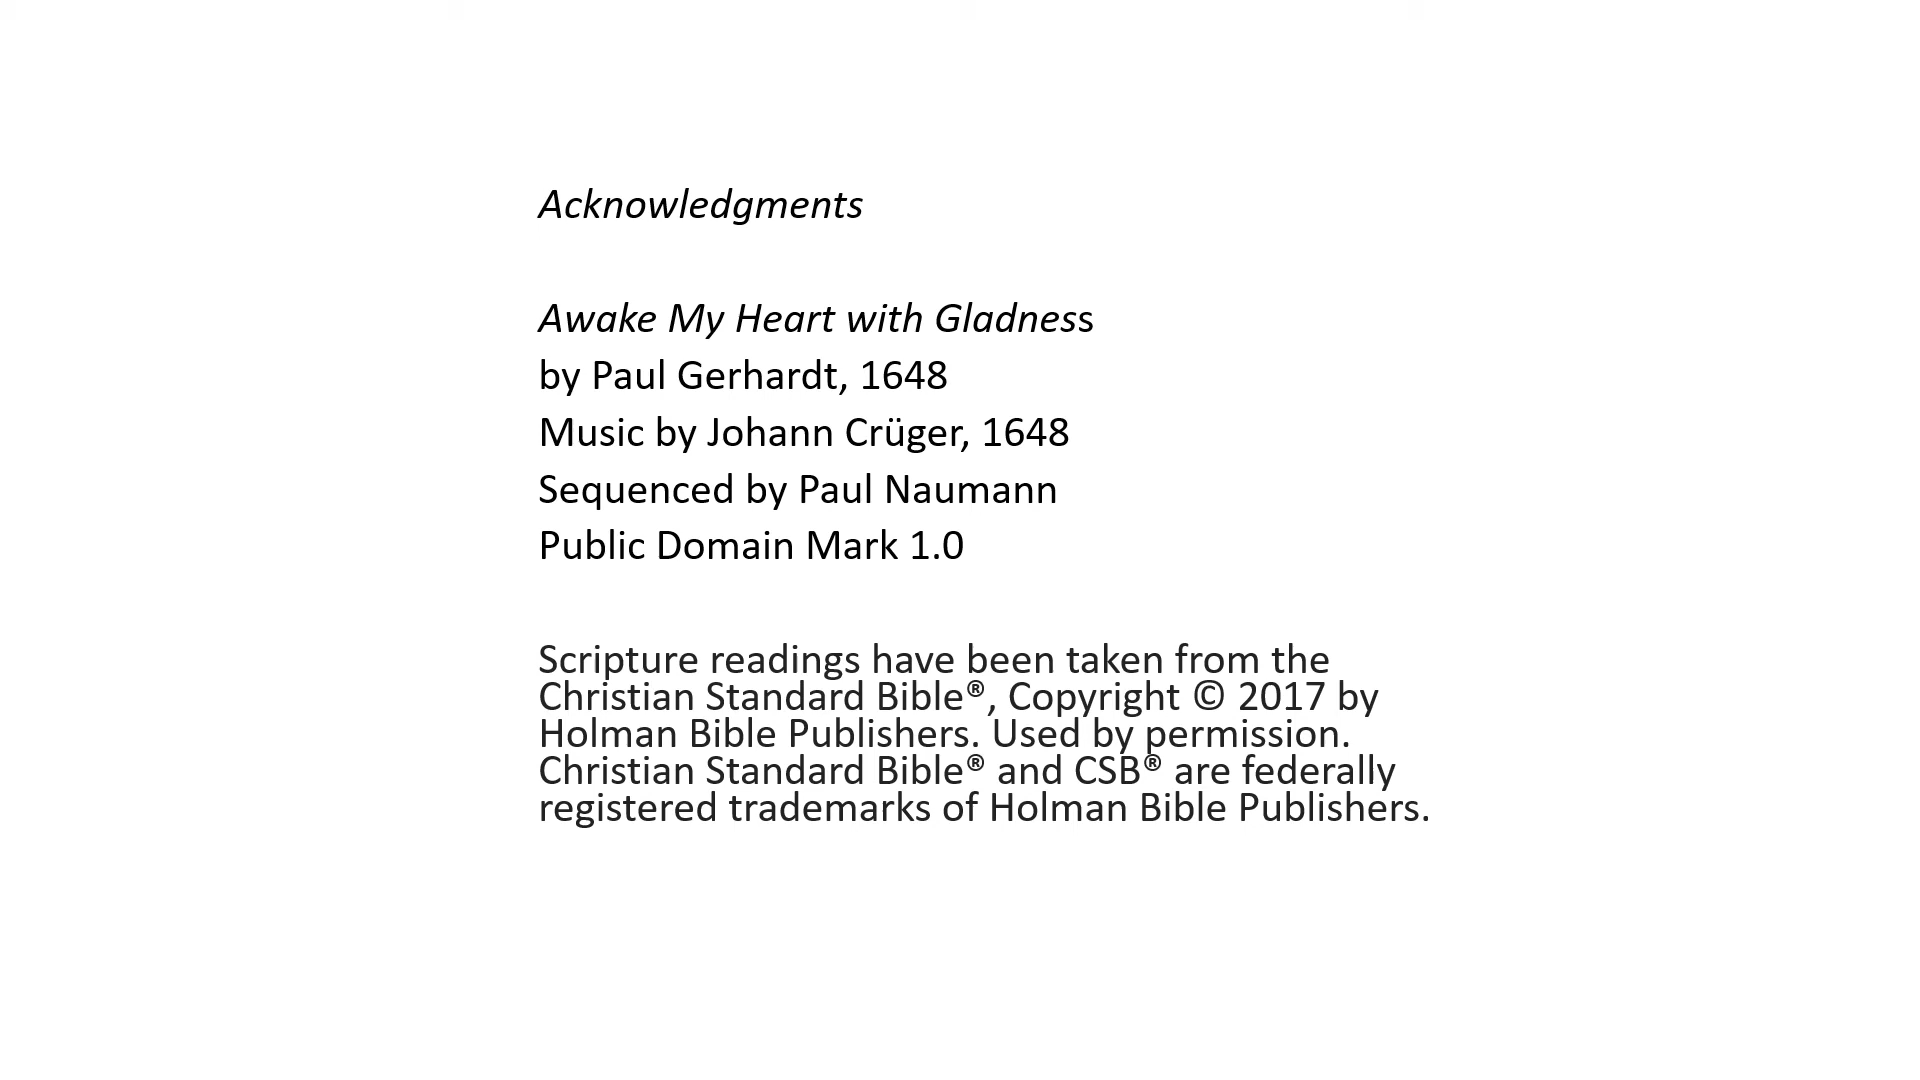 Acknowledgments
Awake My Heart with Gladness
by Paul Gerhardt, 1648
Music by Johann Crüger, 1648
Sequenced by Paul Naumann
Public Domain Mark 1.0
Scripture readings have been taken from the
Christian Standard Bible®, Copyright © 2017 by
Holman Bible Publishers. Used by permission.
Christian Standard Bible® and CSB® are federally
registered trademarks of Holman Bible Publishers.